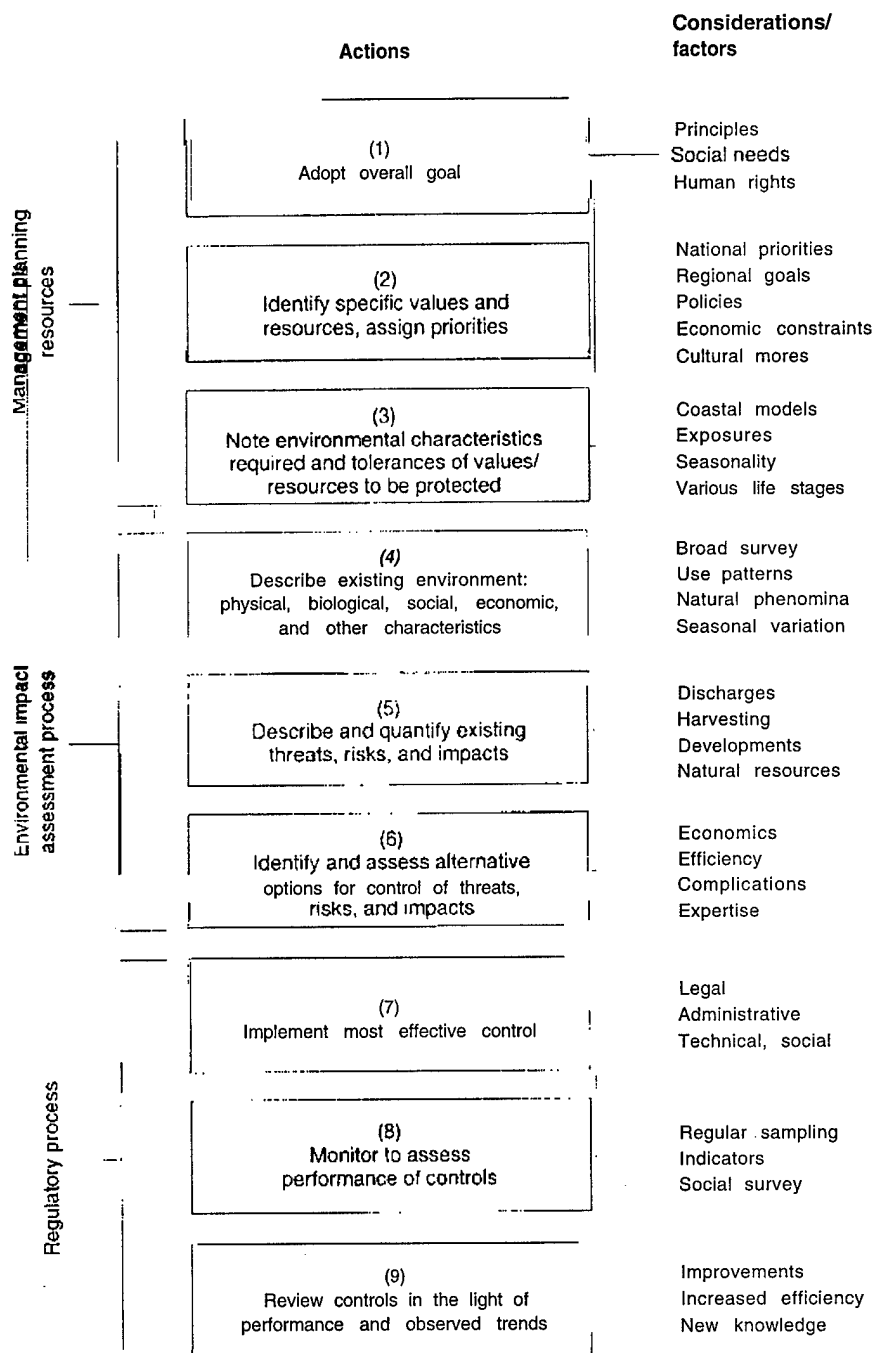 Actions
Considerations/
factors
(1)
Adopt overall goal
Principles
Social needs
Human rights
(2)
Identify specific values and
resources, assign priorities
National priorities
Regional goals
Policies
Economic constraints
Cultural mores
(3)
Note environmental characteristics
required and tolerances of values/
resources to be protected
Coastal models
Exposures
Seasonality
Various life stages
planning
resources
(4)
Describe existing environment:
physical, biological, social, economic,
and other characteristics
Broad survey
Use patterns
Natural phenomina
Seasonal variation
(5)
Describe and quantify existing
threats, risks, and impacts
Discharges
Harvesting
Developments
Natural resources
(6)
Identify and assess alternative
options for control of threats,
risks, and impacts
Economics
Efficiency
Complications
Expertise
Environmental impact
assessment process
(7)
Implement most effective control
Legal
Administrative
Technical, social
(8)
Monitor to assess
performance of controls
Regular sampling
Indicators
Social survey
(9)
Review controls in the light of
performance and observed trends
Improvements
Increased efficiency
New knowledge
Regulatory process